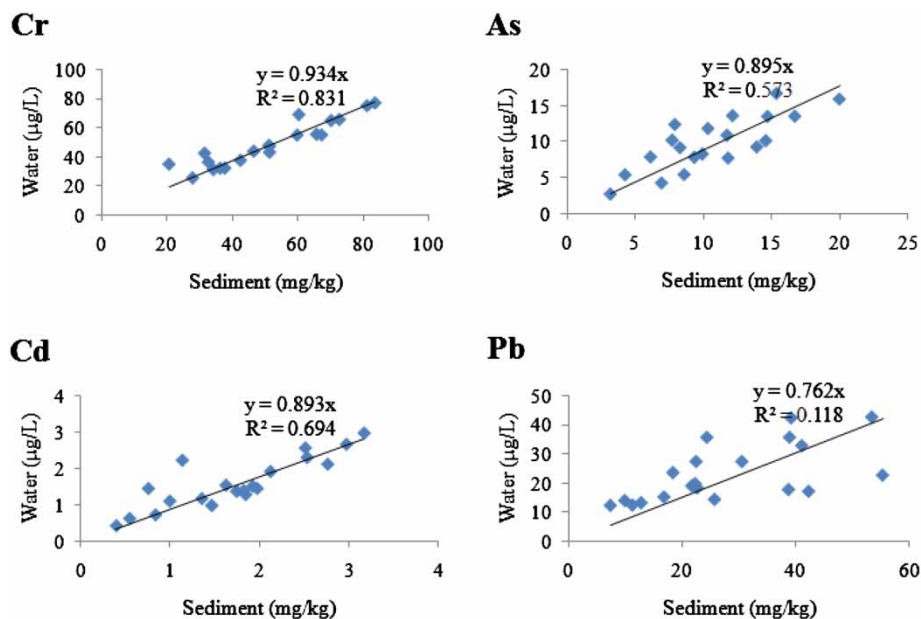 Cr
y = 0.934x
R² = 0.831
Water (µg/L)
100
80
60
40
20
0
0 20 40 60 80 100
Sediment (mg/kg)
As
y = 0.895x
R² = 0.573
Water (µg/L)
20
15
10
5
0
0 5 10 15 20 25
Sediment (mg/kg)
Cd
y = 0.893x
R² = 0.694
Water (µg/L)
4
3
2
1
0
1 2 3 4
Sediment (mg/kg)
Pb
y = 0.762x
R² = 0.118
Water (µg/L)
50
40
30
20
10
0
0 20 40 60
Sediment (mg/kg)